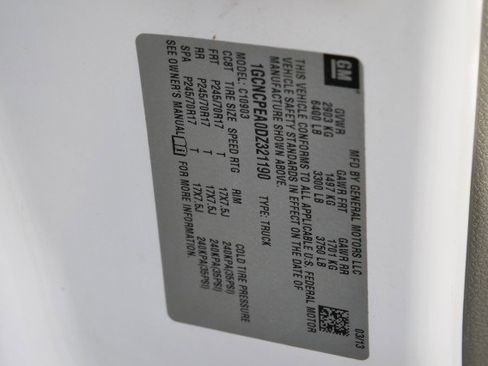 GM
MFD BY GENERAL MOTORS LLC 03/13
GVWR GAWR FRT GAWR RR
2903 KG 1497 KG 1701 KG
6400 LB 3300 LB 3750 LB
THIS VEHICLE CONFORMS TO ALL APPLICABLE U.S. FEDERAL MOTOR
VEHICLE SAFETY STANDARDS IN EFFECT ON THE DATE OF
MANUFACTURE SHOWN ABOVE.
1GCNCPEA0DZ321190 TYPE: TRUCK
MODEL: C10903
CC8T TIRE SIZE SPEED RTG RIM COLD TIRE PRESSURE
FRT P245/70R17 T 17X7.5J 240KPA(35PSI)
RR P245/70R17 T 17X7.5J 240KPA(35PSI)
SPA P245/70R17 T 17X7.5J 240KPA(35PSI)
SEE OWNER'S MANUAL FOR MORE INFORMATION.